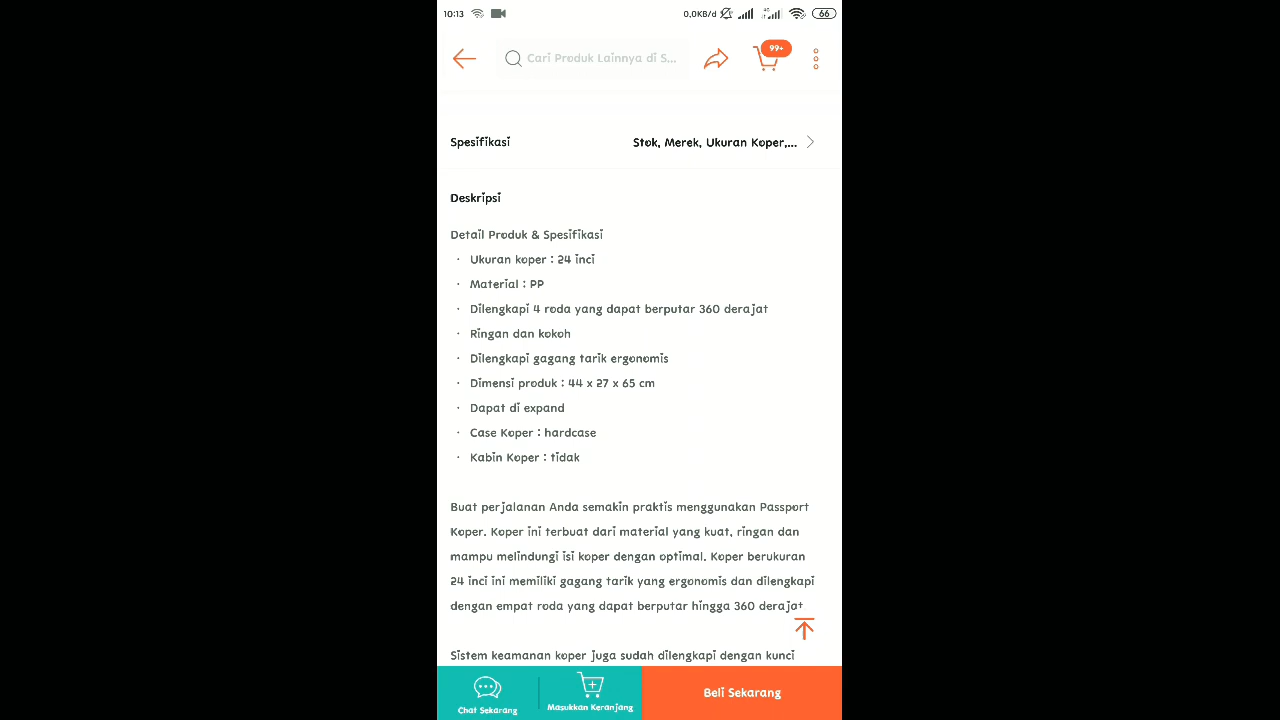 10:13
0,0KB/d
66
Cari Produk Lainnya di S...
99+
Spesifikasi
Stok, Merek, Ukuran Koper,...
Deskripsi
Detail Produk & Spesifikasi
· Ukuran koper : 24 inci
· Material : PP
· Dilengkapi 4 roda yang dapat berputar 360 derajat
· Ringan dan kokoh
· Dilengkapi gagang tarik ergonomis
· Dimensi produk : 44 x 27 x 65 cm
· Dapat di expand
· Case Koper : hardcase
· Kabin Koper : tidak
Buat perjalanan Anda semakin praktis menggunakan Passport
Koper. Koper ini terbuat dari material yang kuat, ringan dan
mampu melindungi isi koper dengan optimal. Koper berukuran
24 inci ini memiliki gagang tarik yang ergonomis dan dilengkapi
dengan empat roda yang dapat berputar hingga 360 derajat
Sistem keamanan koper juga sudah dilengkapi dengan kunci
Chat Sekarang
Masukkan Keranjang
Beli Sekarang